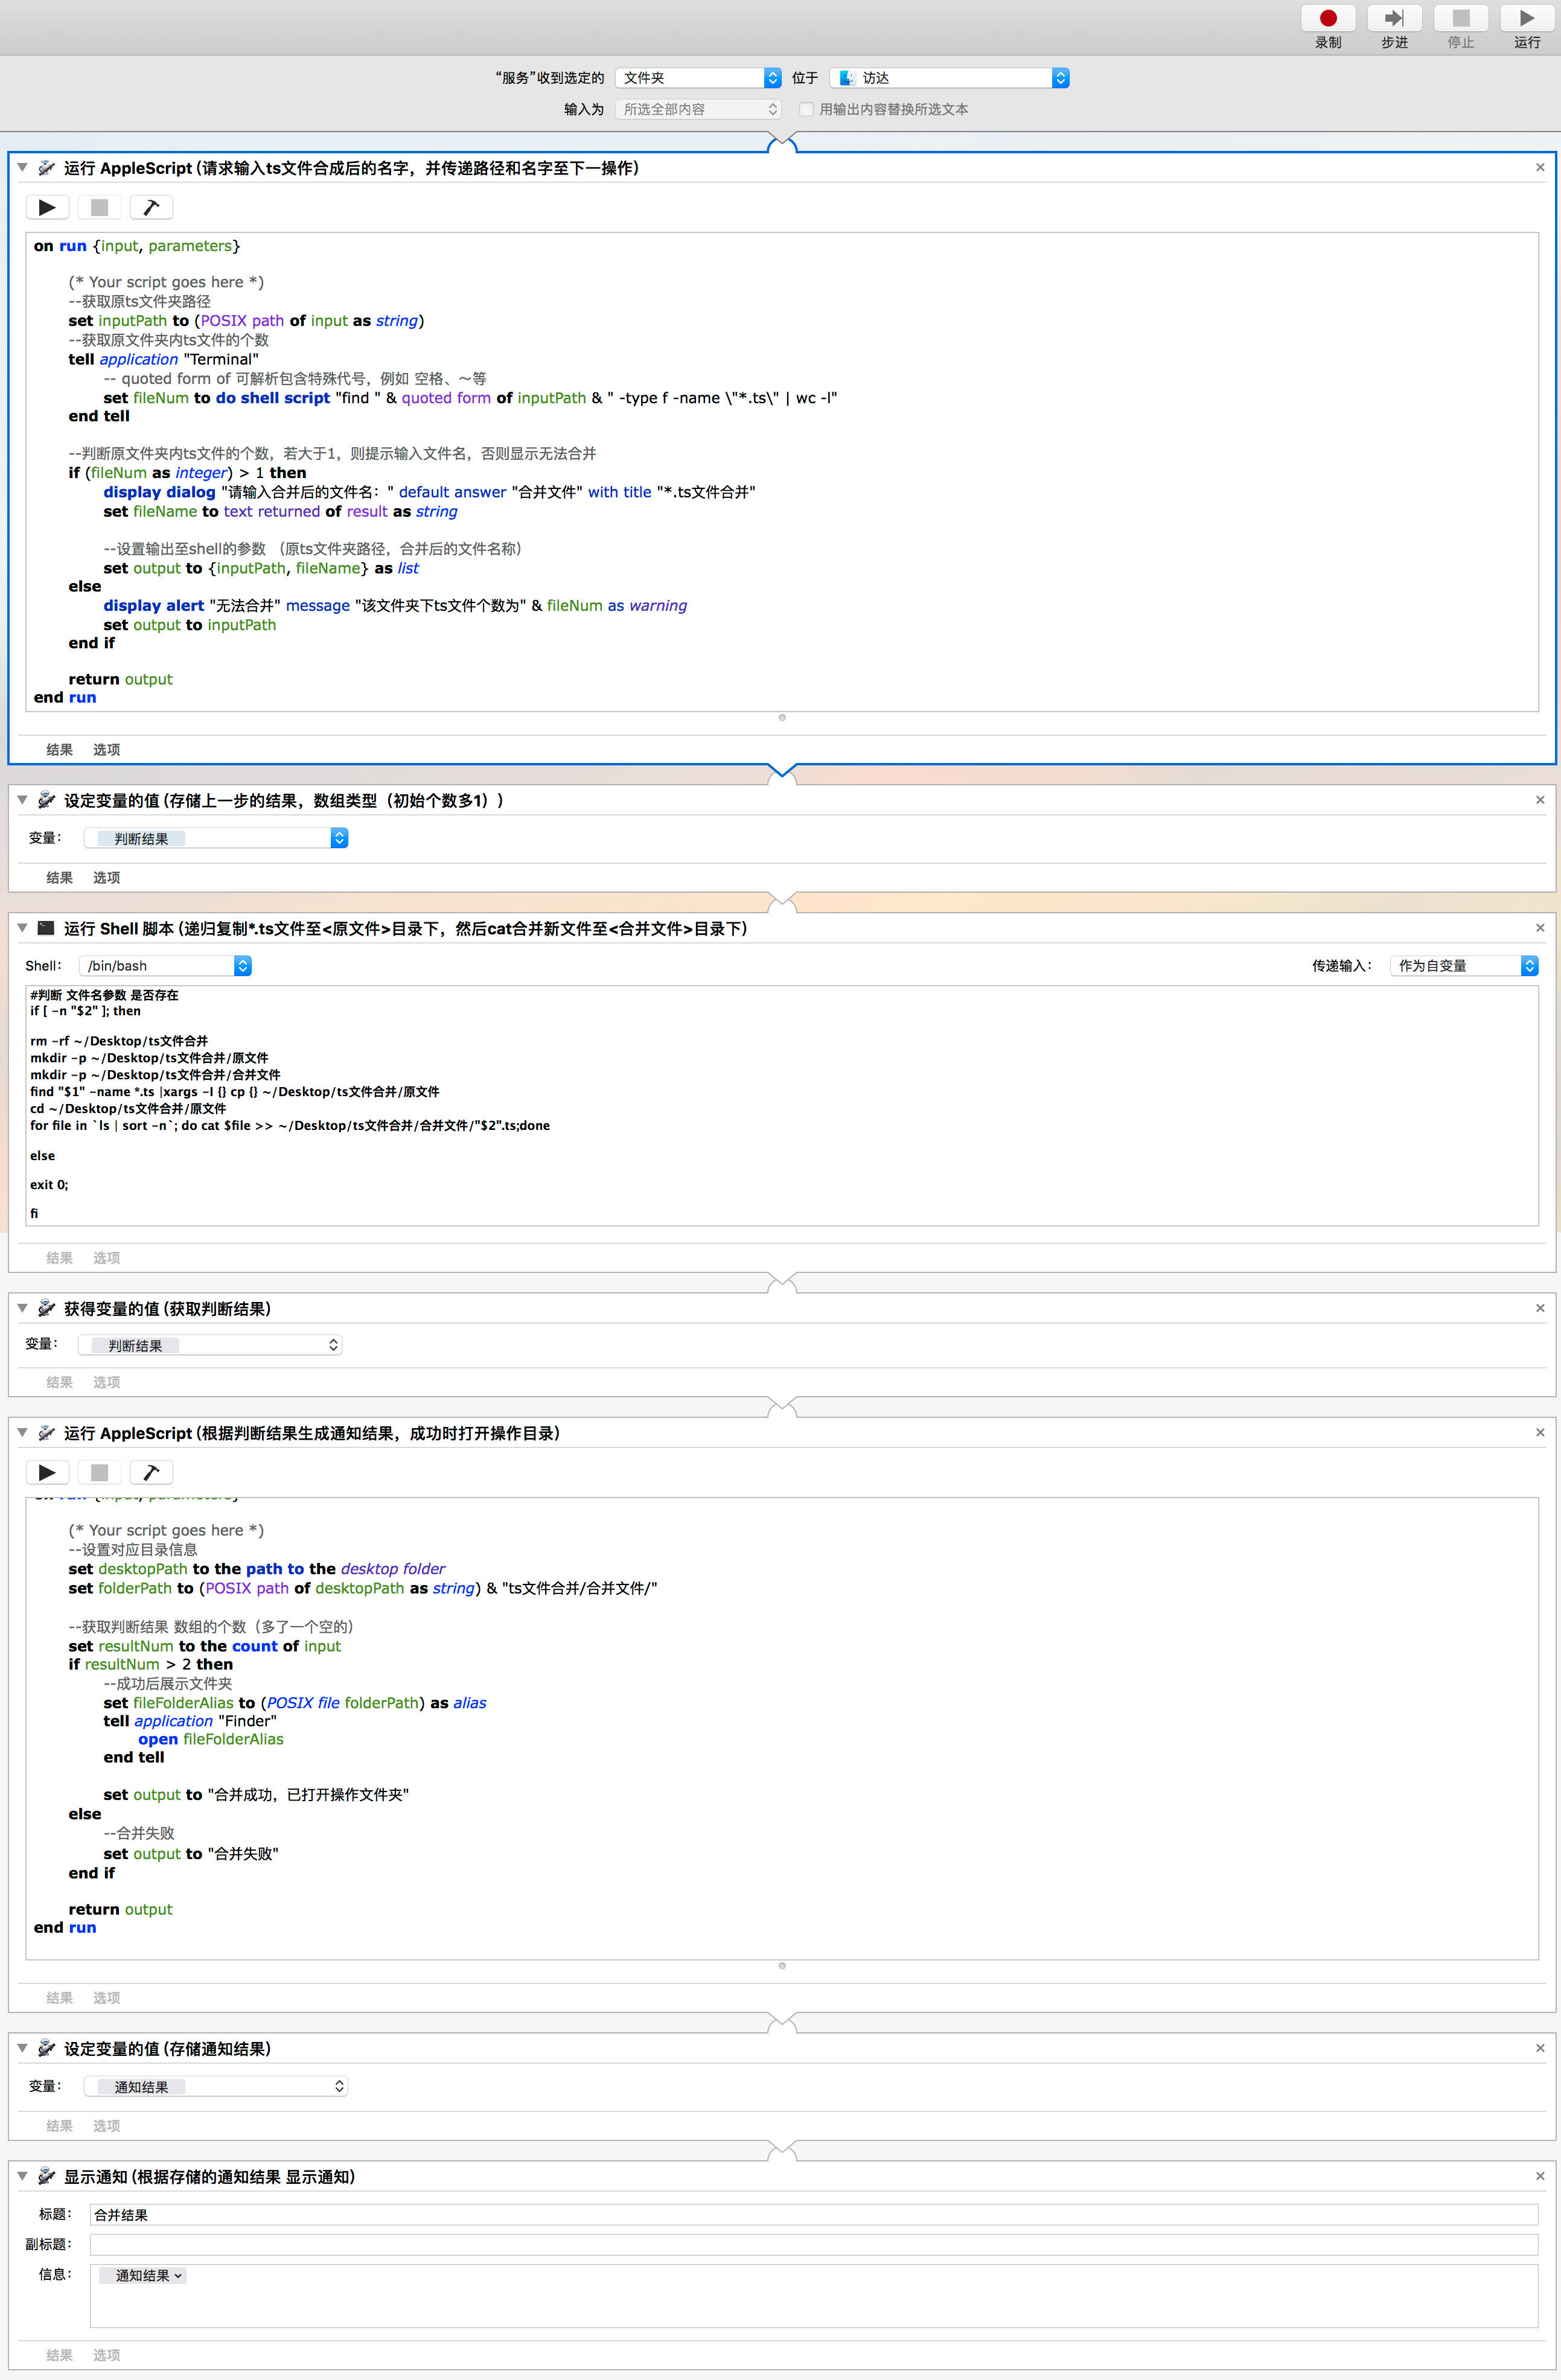 录制
步进
停止
运行
“服务”收到选定的 文件夹 位于 访达
输入为 所选全部内容 用输出内容替换所选文本
运行 AppleScript (请求输入ts文件合成后的名字，并传递路径和名字至下一操作)
on run {input, parameters}
(* Your script goes here *)
--获取原ts文件夹路径
set inputPath to (POSIX path of input as string)
--获取原文件夹内ts文件的个数
tell application "Terminal"
-- quoted form of 可解析包含特殊代号，例如 空格、～等
set fileNum to do shell script "find " & quoted form of inputPath & " -type f -name \"*.ts\" | wc -l"
end tell
--判断原文件夹内ts文件的个数，若大于1，则提示输入文件名，否则显示无法合并
if (fileNum as integer) > 1 then
display dialog "请输入合并后的文件名：" default answer "合并文件" with title "*.ts文件合并"
set fileName to text returned of result as string
--设置输出至shell的参数 （原ts文件夹路径，合并后的文件名称）
set output to {inputPath, fileName} as list
else
display alert "无法合并" message "该文件夹下ts文件个数为" & fileNum as warning
set output to inputPath
end if
return output
end run
结果 选项
设定变量的值 (存储上一步的结果，数组类型（初始个数多1）)
变量： 判断结果
结果 选项
运行 Shell 脚本 (递归复制*.ts文件至<原文件>目录下，然后cat合并新文件至<合并文件>目录下)
Shell： /bin/bash 传递输入： 作为自变量
#判断 文件名参数 是否存在
if [ -n "$2" ]; then
rm -rf ~/Desktop/ts文件合并
mkdir -p ~/Desktop/ts文件合并/原文件
mkdir -p ~/Desktop/ts文件合并/合并文件
find "$1" -name *.ts |xargs -I {} cp {} ~/Desktop/ts文件合并/原文件
cd ~/Desktop/ts文件合并/原文件
for file in `ls | sort -n`; do cat $file >> ~/Desktop/ts文件合并/合并文件/"$2".ts;done
else
exit 0;
fi
结果 选项
获得变量的值 (获取判断结果)
变量： 判断结果
结果 选项
运行 AppleScript (根据判断结果生成通知结果，成功时打开操作目录)
on run {input, parameters}
(* Your script goes here *)
--设置对应目录信息
set desktopPath to the path to the desktop folder
set folderPath to (POSIX path of desktopPath as string) & "ts文件合并/合并文件/"
--获取判断结果 数组的个数（多了一个空的）
set resultNum to the count of input
if resultNum > 2 then
--成功后展示文件夹
set fileFolderAlias to (POSIX file folderPath) as alias
tell application "Finder"
open fileFolderAlias
end tell
set output to "合并成功，已打开操作文件夹"
else
--合并失败
set output to "合并失败"
end if
return output
end run
结果 选项
设定变量的值 (存储通知结果)
变量： 通知结果
结果 选项
显示通知 (根据存储的通知结果 显示通知)
标题： 合并结果
副标题：
信息： 通知结果
结果 选项